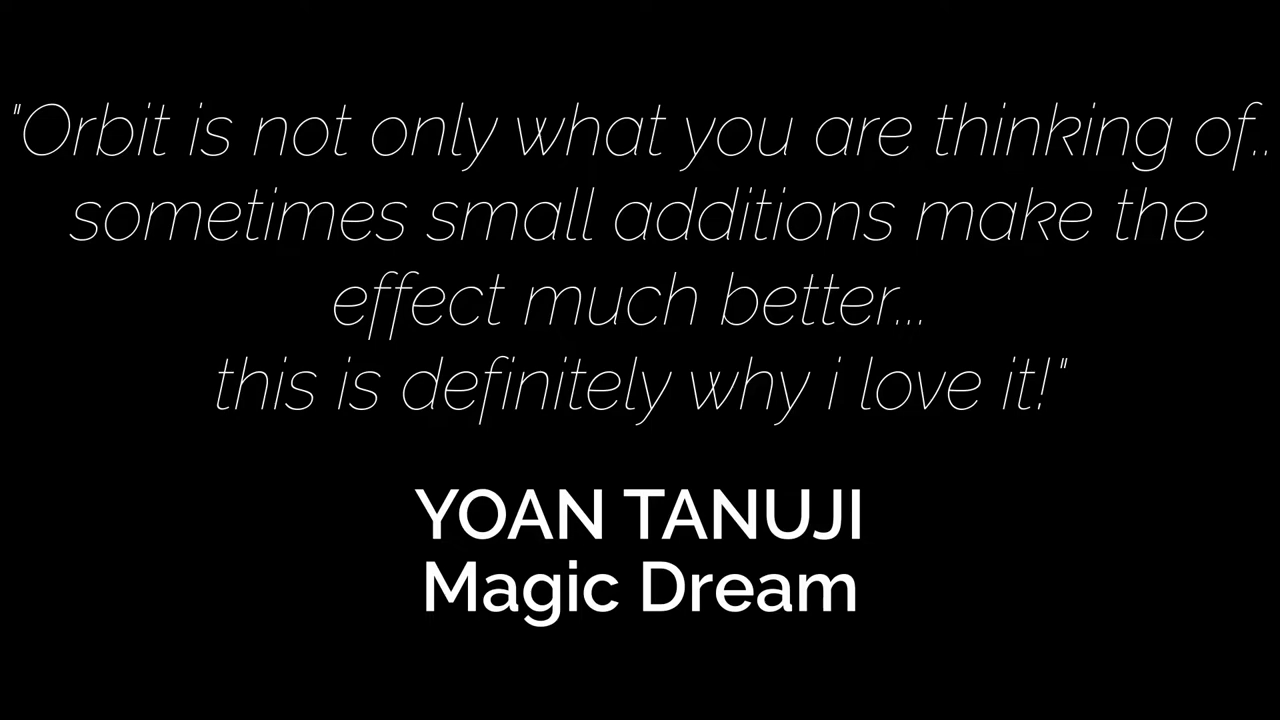 "Orbit is not only what you are thinking of..
sometimes small additions make the
effect much better...
this is definitely why i love it!"
YOAN TANUJI
Magic Dream